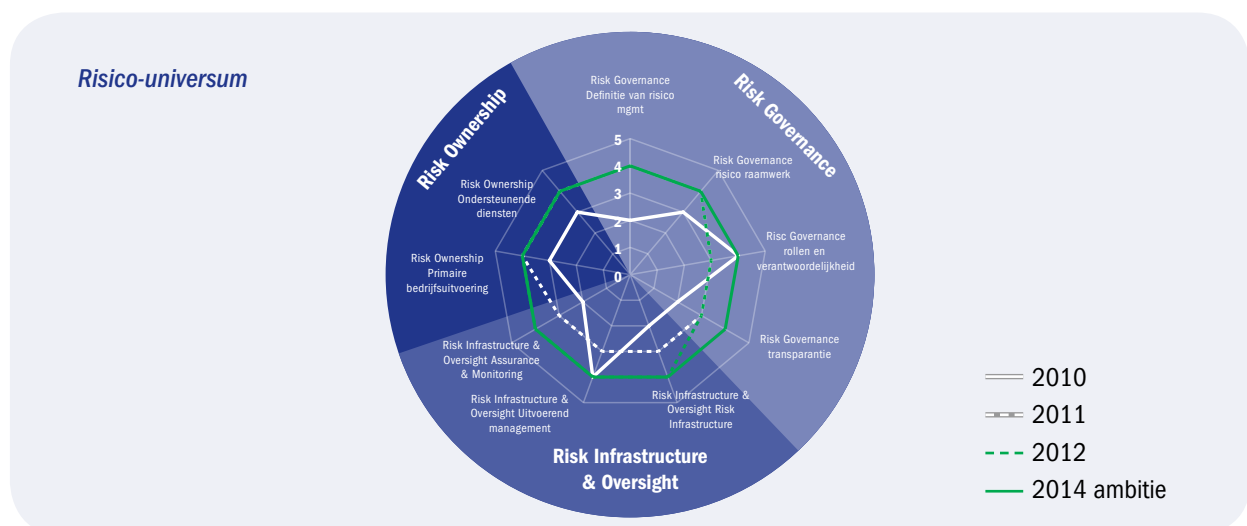 Risico-universum
Risk Ownership
Risk Governance
Risk Governance
Definitie van risico
mgmt
Risk Governance
risico raamwerk
Risc Governance
rollen en
verantwoordelijkheid
Risk Governance
transparantie
Risk Infrastructure &
Oversight Risk
Infrastructure
Risk Infrastructure &
Oversight Uitvoerend
management
Risk Infrastructure &
Oversight Assurance
& Monitoring
Risk Ownership
Primaire
bedrijfsuitvoering
Risk Ownership
Ondersteunende
diensten
5
4
3
2
1
0
Risk Infrastructure
& Oversight
2010
2011
2012
2014 ambitie